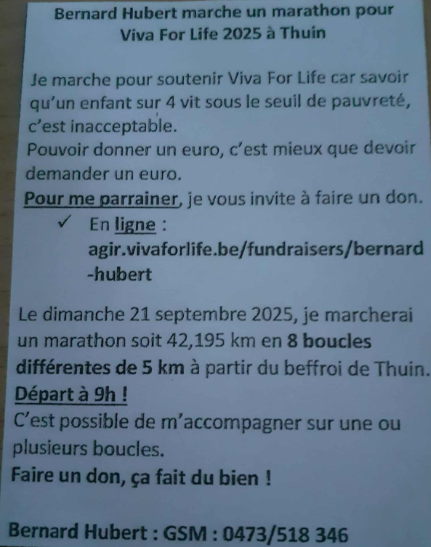 Bernard Hubert marche un marathon pour
Viva For Life 2025 à Thuin
Je marche pour soutenir Viva For Life car savoir
qu'un enfant sur 4 vit sous le seuil de pauvreté,
c'est inacceptable.
Pouvoir donner un euro, c'est mieux que devoir
demander un euro.
Pour me parrainer, je vous invite à faire un don.
✓ En ligne :
agir.vivaforlife.be/fundraisers/bernard
-hubert
Le dimanche 21 septembre 2025, je marcherai
un marathon soit 42,195 km en 8 boucles
différentes de 5 km à partir du beffroi de Thuin.
Départ à 9h !
C'est possible de m'accompagner sur une ou
plusieurs boucles.
Faire un don, ça fait du bien !
Bernard Hubert : GSM : 0473/518 346